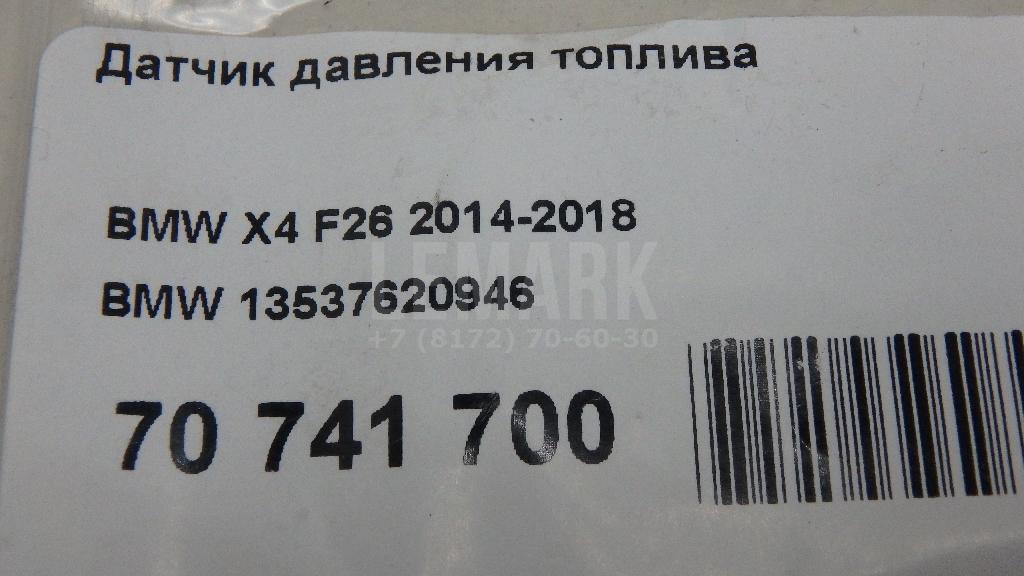 Датчик давления топлива
BMW X4 F26 2014-2018
LEMARK
BMW 13537620946
+7 (8172) 70-60-30
70 741 700